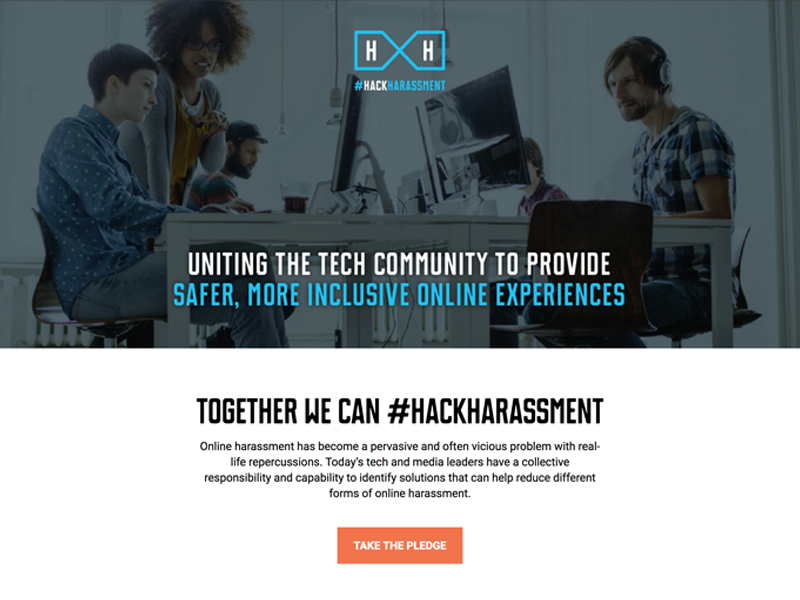 H H
#HACKHARASSMENT
UNITING THE TECH COMMUNITY TO PROVIDE
SAFER, MORE INCLUSIVE ONLINE EXPERIENCES
TOGETHER WE CAN #HACKHARASSMENT
Online harassment has become a pervasive and often vicious problem with real-
life repercussions. Today's tech and media leaders have a collective
responsibility and capability to identify solutions that can help reduce different
forms of online harassment.
TAKE THE PLEDGE